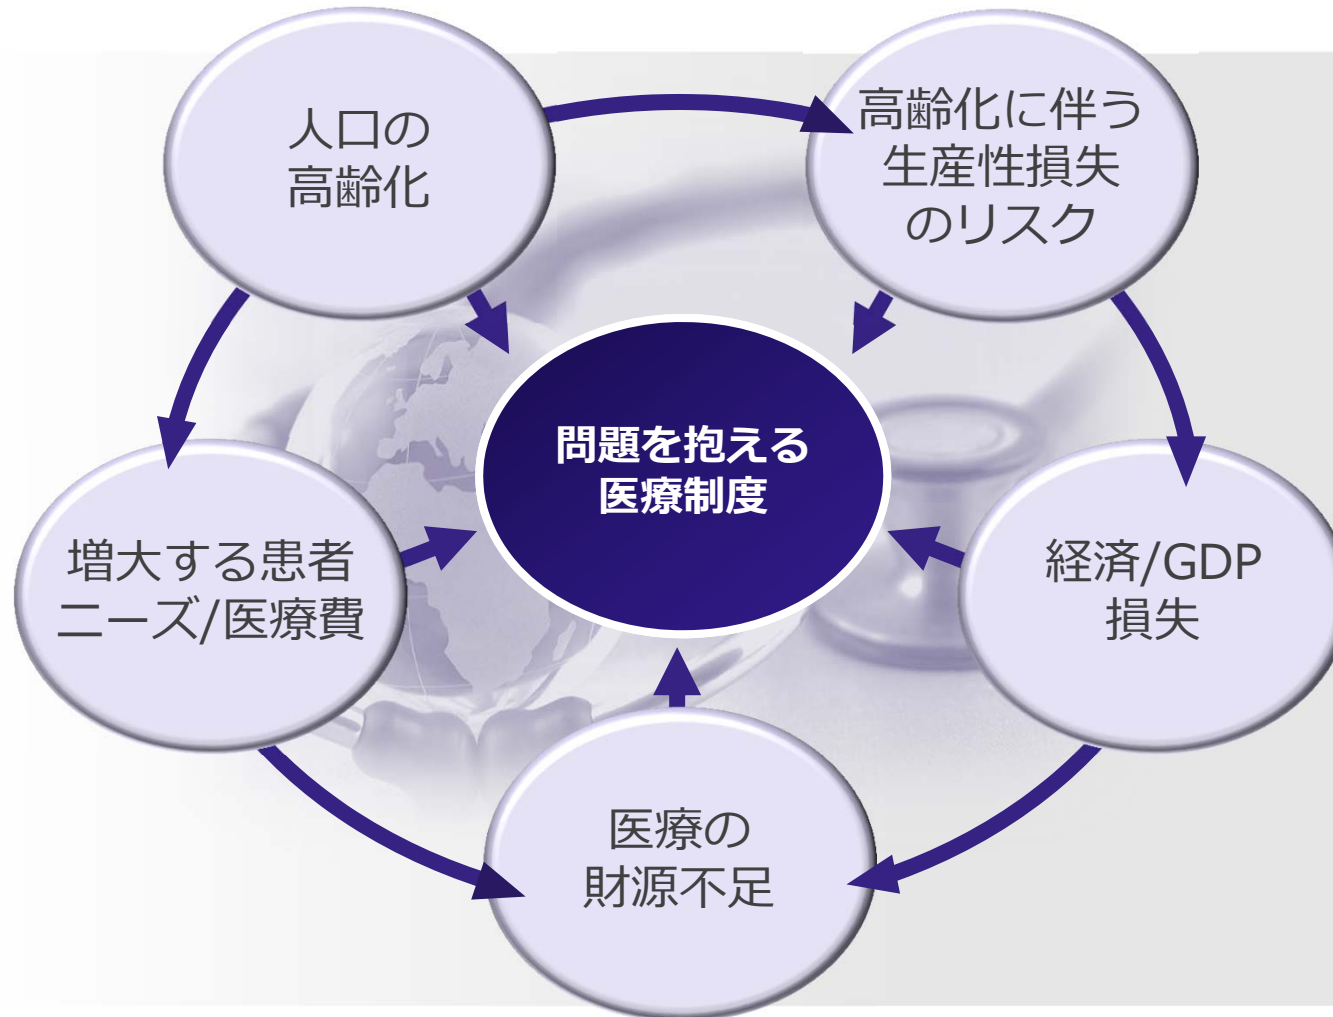 人口の
高齢化
高齢化に伴う
生産性損失
のリスク
問題を抱える
医療制度
増大する患者
ニーズ/医療費
経済/GDP
損失
医療の
財源不足